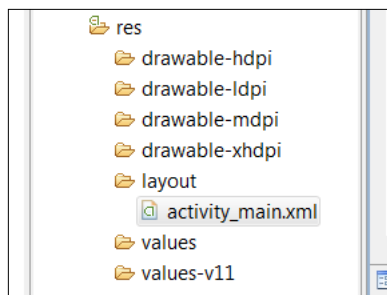 res
drawable-hdpi
drawable-ldpi
drawable-mdpi
drawable-xhdpi
layout
activity_main.xml
values
values-v11